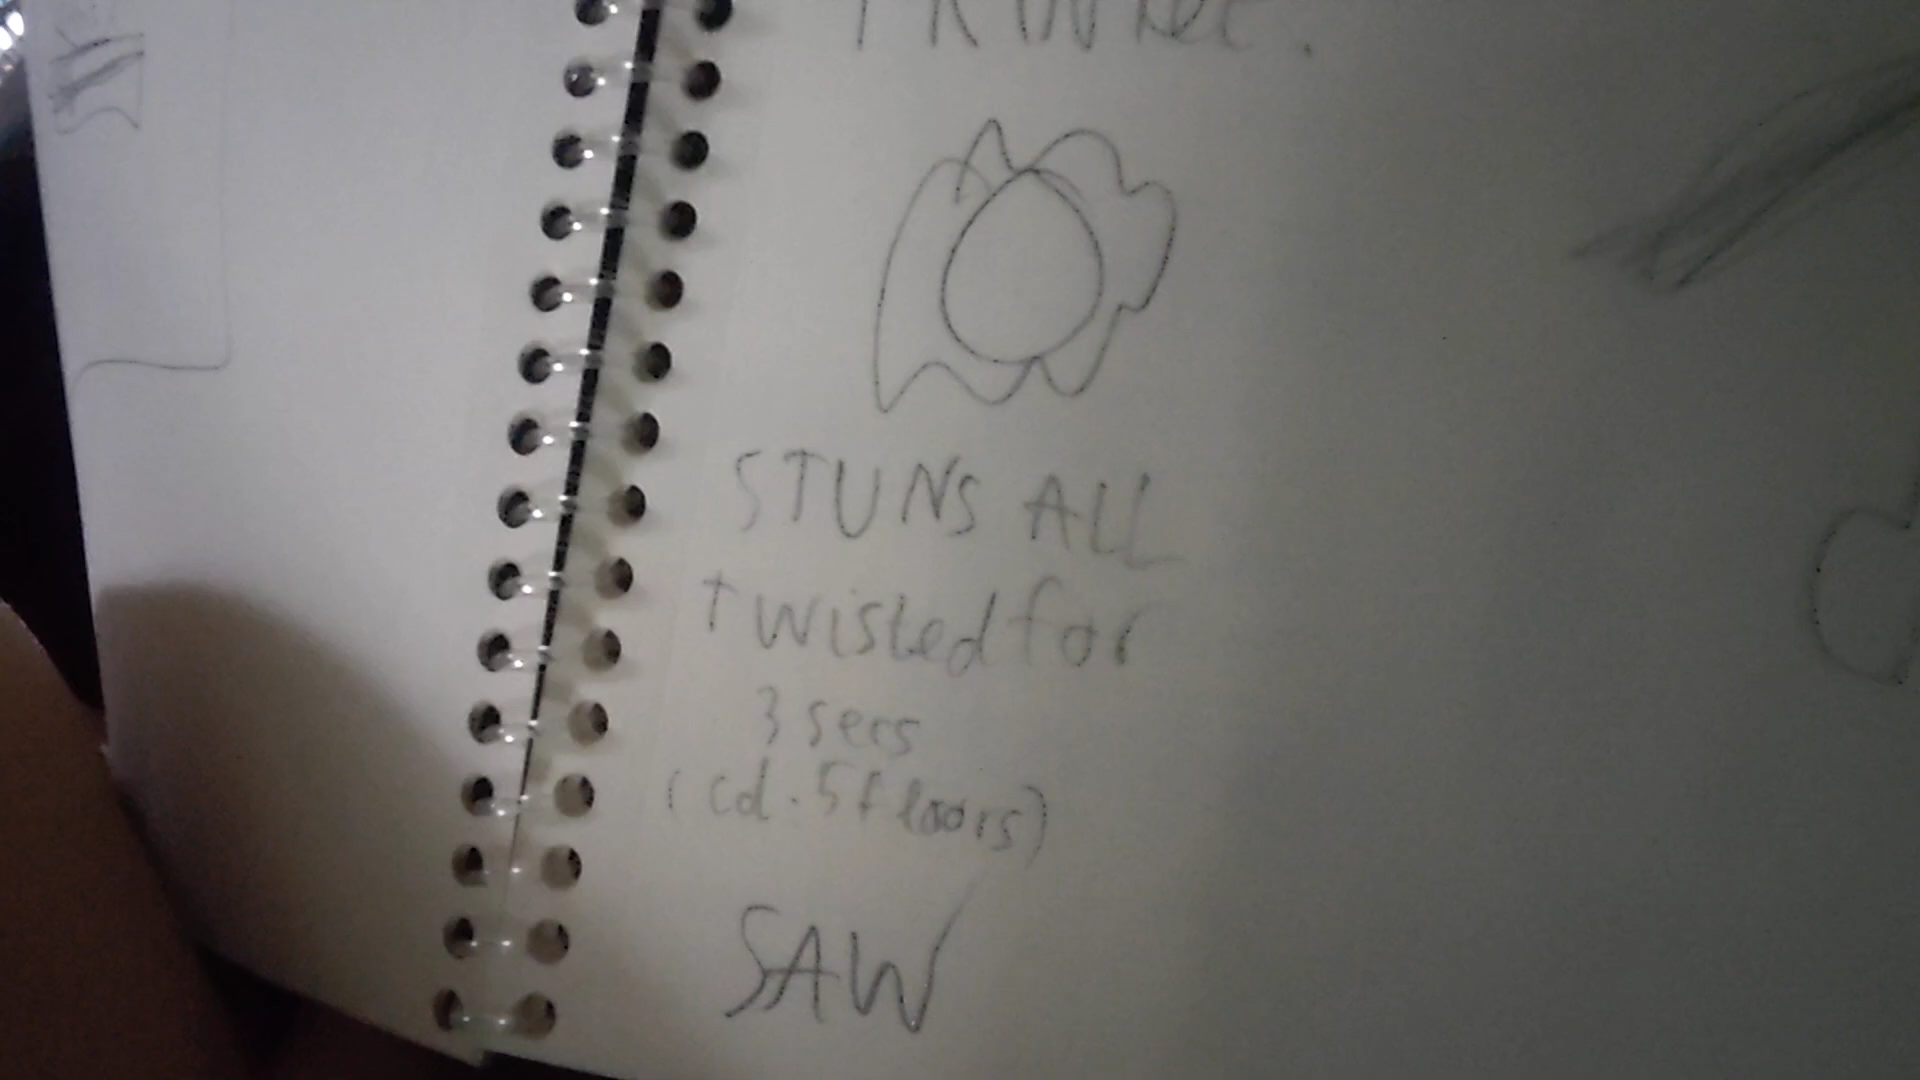 STUNS ALL
twisted for
3 secs
(cd. 5 floors)
SAW